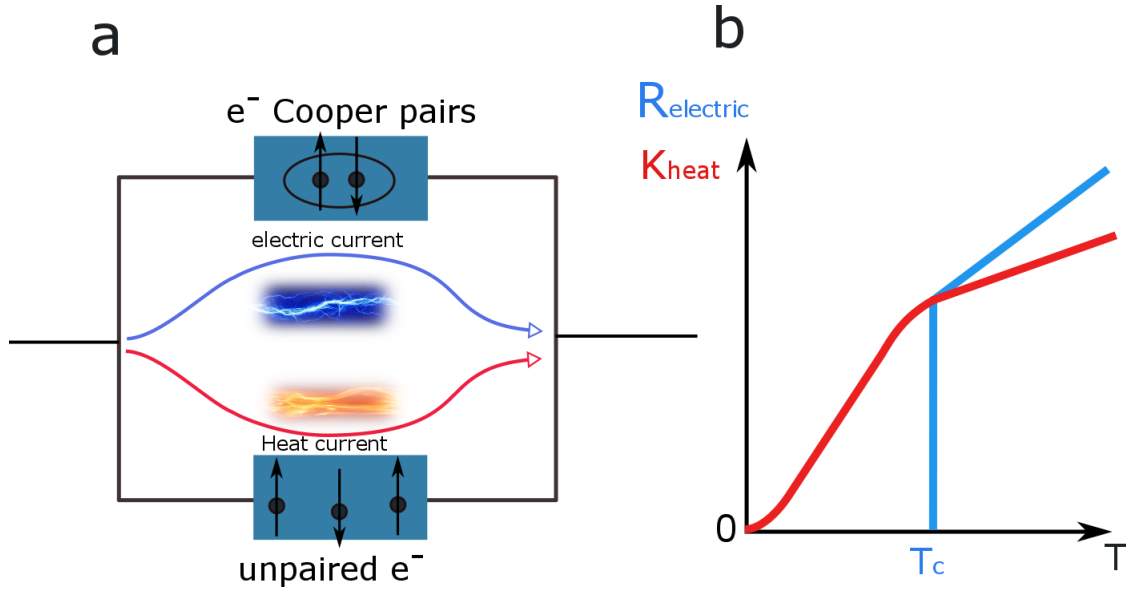 a
e⁻ Cooper pairs
electric current
Heat current
unpaired e⁻
b
Relectric
Kheat
0
Tc
T